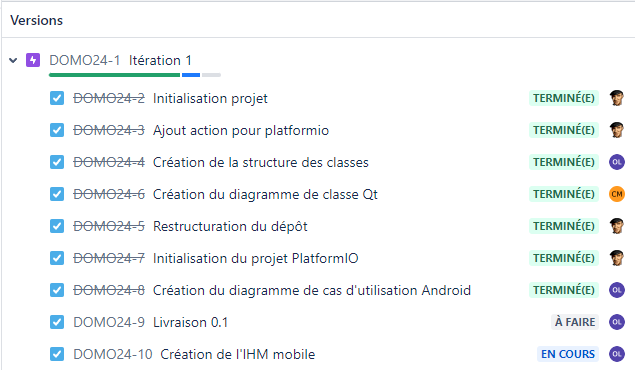 Versions
DOMO24-1 Itération 1
DOMO24-2 Initialisation projet TERMINÉ(E)
DOMO24-3 Ajout action pour platformio TERMINÉ(E)
DOMO24-4 Création de la structure des classes TERMINÉ(E) OL
DOMO24-6 Création du diagramme de classe Qt TERMINÉ(E) CM
DOMO24-5 Restructuration du dépôt TERMINÉ(E)
DOMO24-7 Initialisation du projet PlatformIO TERMINÉ(E)
DOMO24-8 Création du diagramme de cas d'utilisation Android TERMINÉ(E) OL
DOMO24-9 Livraison 0.1 À FAIRE OL
DOMO24-10 Création de l'IHM mobile EN COURS OL